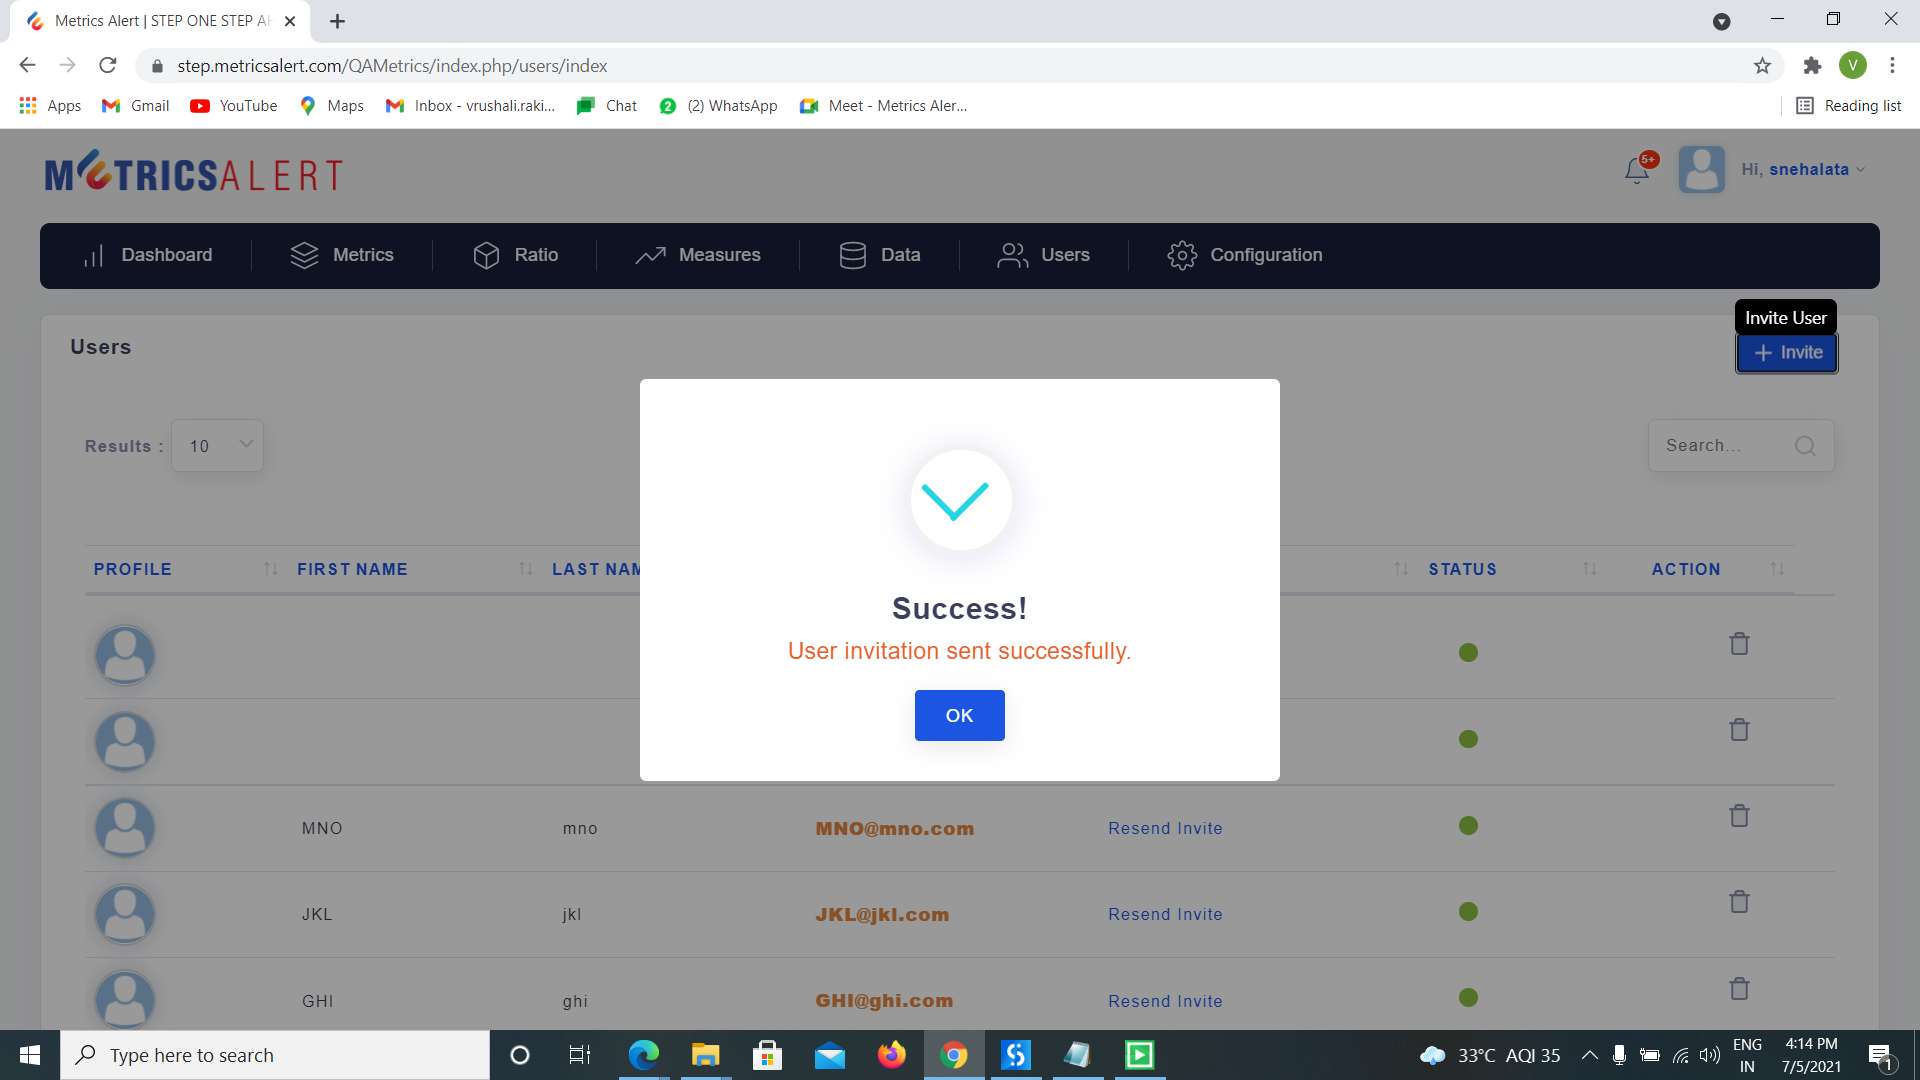 Metrics Alert | STEP ONE STEP AH
step.metricsalert.com/QAMetrics/index.php/users/index
V
Apps
Gmail
YouTube
Maps
Inbox - vrushali.raki...
Chat
2
(2) WhatsApp
Meet - Metrics Aler...
Reading list
METRICSALERT
5+
Hi, snehalata
Dashboard
Metrics
Ratio
Measures
Data
Users
Configuration
Invite User
Users
+ Invite
Results :
10
Search...
PROFILE
FIRST NAME
LAST NAM
STATUS
ACTION
Success!
User invitation sent successfully.
OK
MNO
mno
MNO@mno.com
Resend Invite
JKL
jkl
JKL@jkl.com
Resend Invite
GHI
ghi
GHI@ghi.com
Resend Invite
Type here to search
33°C AQI 35
ENG
IN
4:14 PM
7/5/2021
1